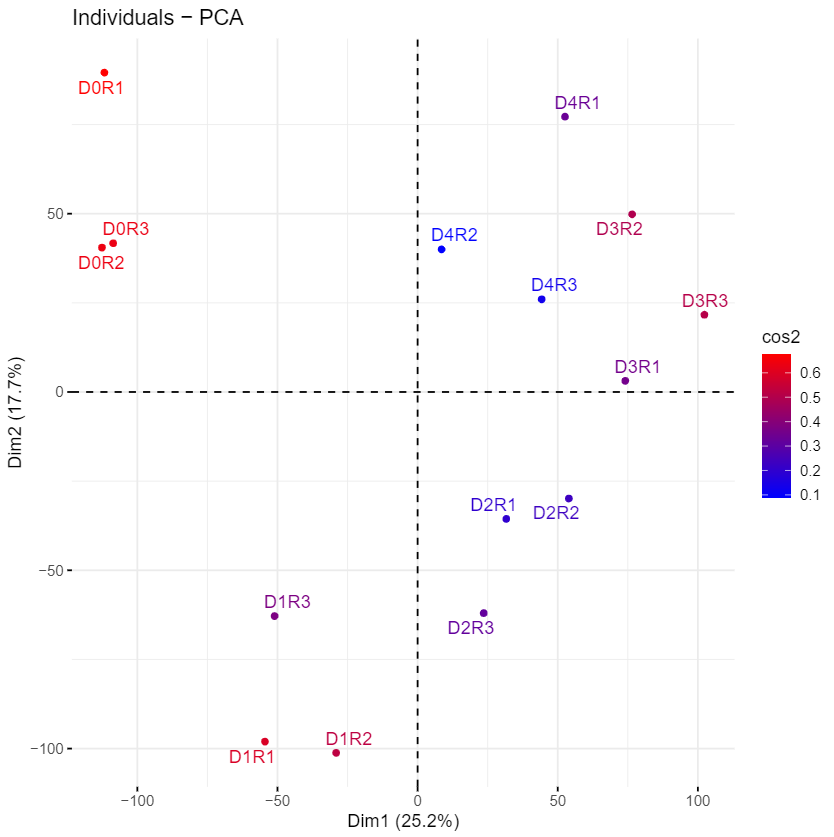 Individuals − PCA
D0R1
D4R1
D0R3
D3R2
D4R2
D0R2
D4R3
D3R3
D3R1
D2R1
D2R2
D1R3
D2R3
D1R2
D1R1
50
0
−50
−100
Dim2 (17.7%)
−100
−50
0
50
100
Dim1 (25.2%)
cos2
0.6
0.5
0.4
0.3
0.2
0.1